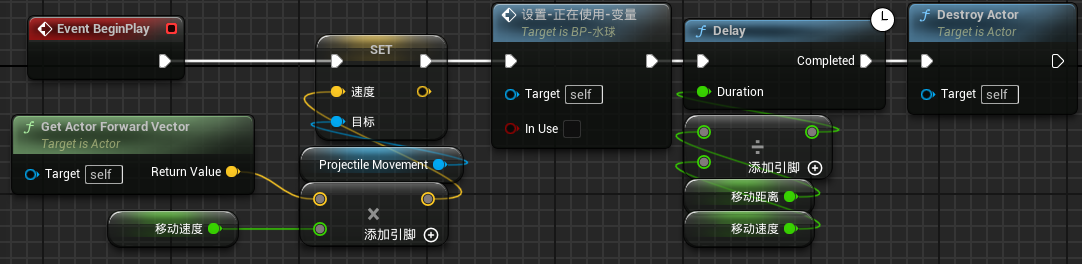 Event BeginPlay
SET
速度
目标
Get Actor Forward Vector
Target is Actor
Target self
Return Value
移动速度
Projectile Movement
×
添加引脚
设置-正在使用-变量
Target is BP-水球
Target self
In Use
Delay
Completed
Duration
÷
添加引脚
移动距离
移动速度
Destroy Actor
Target is Actor
Target self